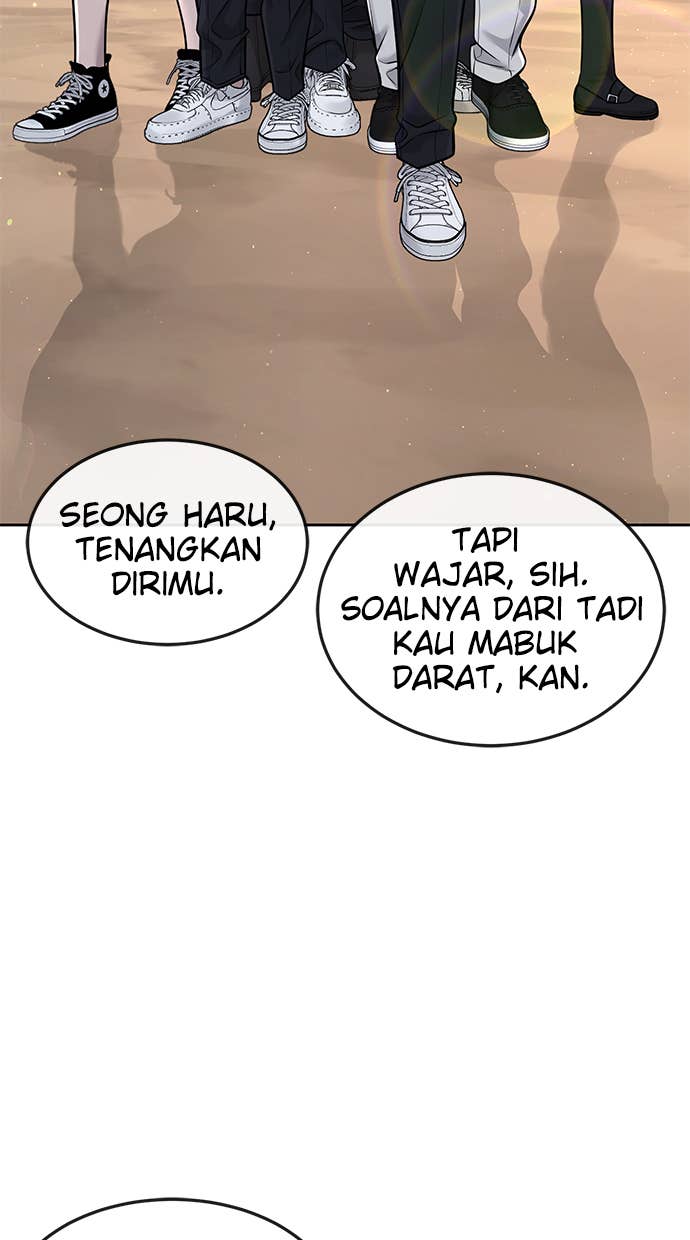 SEONG HARU,
TENANGKAN
DIRIMU.
TAPI
WAJAR, SIH.
SOALNYA DARI TADI
KAU MABUK
DARAT, KAN.